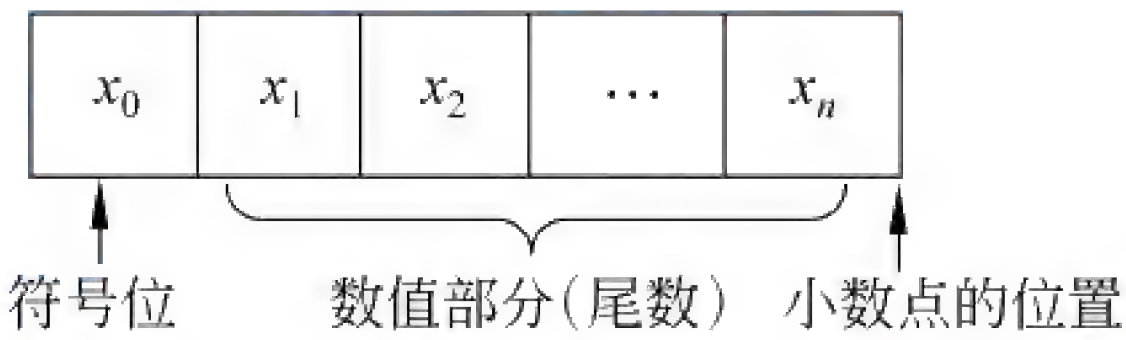 x₀ x₁ x₂ ⋯ xₙ
符号位 数值部分(尾数) 小数点的位置